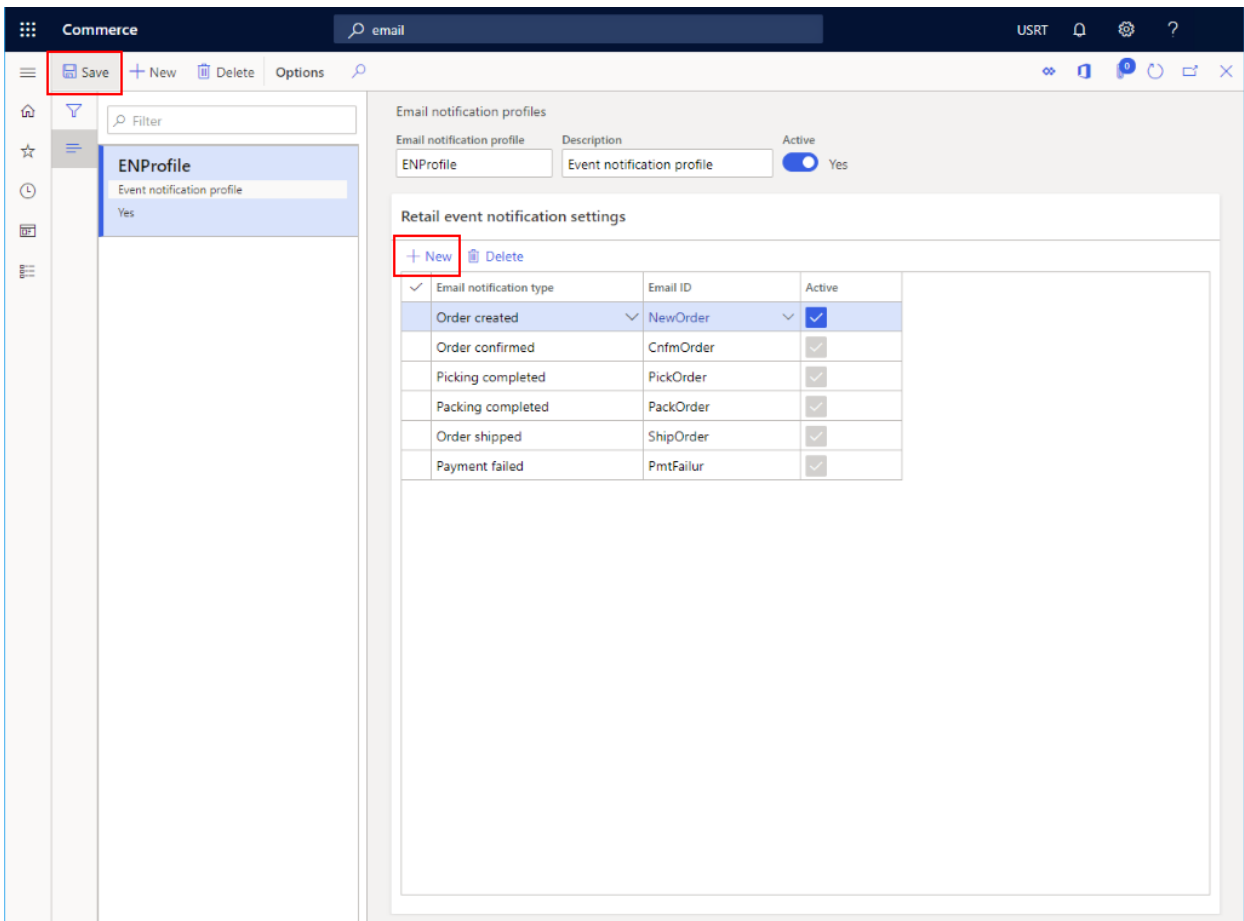 Commerce
email
USRT
?
Save
New
Delete
Options
0
Filter
ENProfile
Event notification profile
Yes
Email notification profiles
Email notification profile Description Active
ENProfile Event notification profile Yes
Retail event notification settings
New Delete
Email notification type Email ID Active
Order created NewOrder
Order confirmed CnfmOrder
Picking completed PickOrder
Packing completed PackOrder
Order shipped ShipOrder
Payment failed PmtFailur